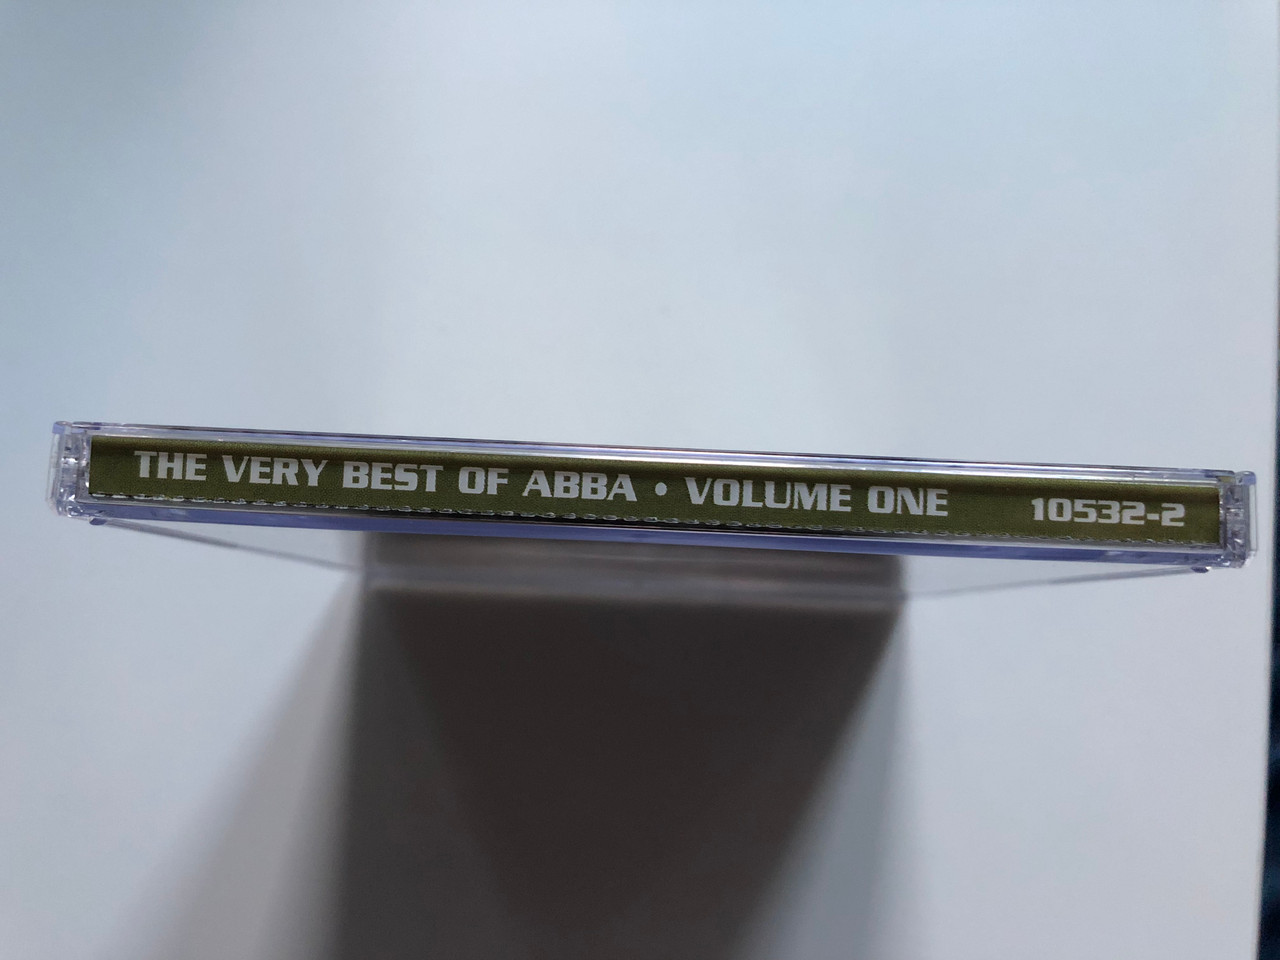 THE VERY BEST OF ABBA • VOLUME ONE 10532-2